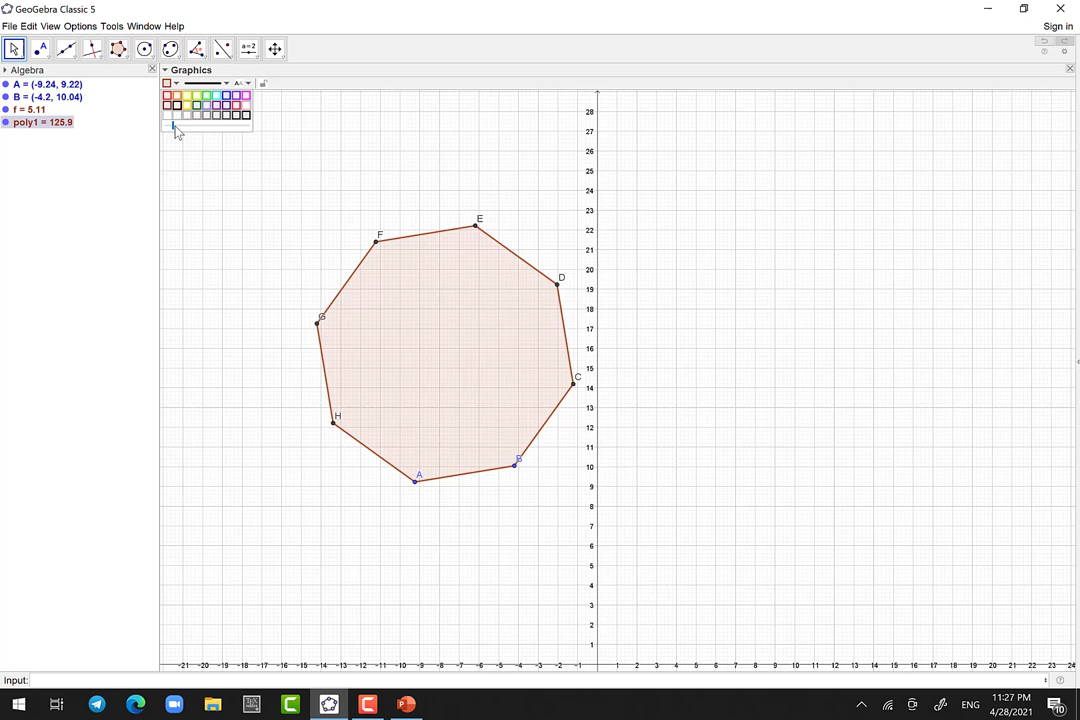 GeoGebra Classic 5
File Edit View Options Tools Window Help
Sign in
A
a=2
Algebra
Graphics
A = (-9.24, 9.22)
B = (-4.2, 10.04)
f = 5.11
poly1 = 125.9
28
27
26
25
24
23
22
21
20
19
18
17
16
15
14
13
12
11
10
9
8
7
6
5
4
3
2
1
E
F
D
G
C
H
B
A
-21 -20 -19 -18 -17 -16 -15 -14 -13 -12 -11 -10 -9 -8 -7 -6 -5 -4 -3 -2 -1 1 2 3 4 5 6 7 8 9 10 11 12 13 14 15 16 17 18 19 20 21 22 23 24
Input:
ENG
11:27 PM
4/28/2021
10